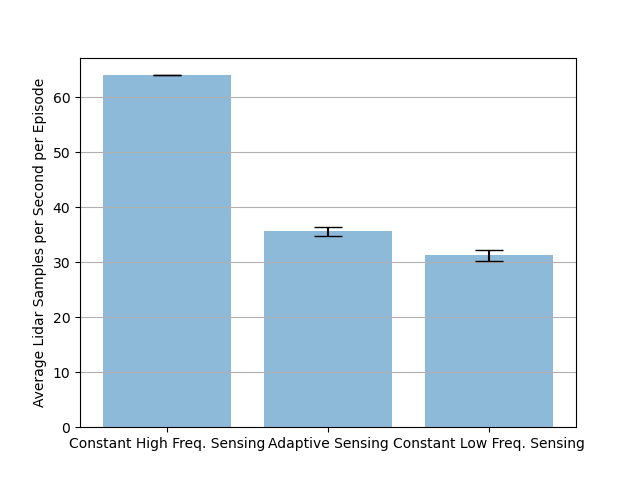 Average Lidar Samples per Second per Episode
60
50
40
30
20
10
0
Constant High Freq. Sensing
Adaptive Sensing
Constant Low Freq. Sensing